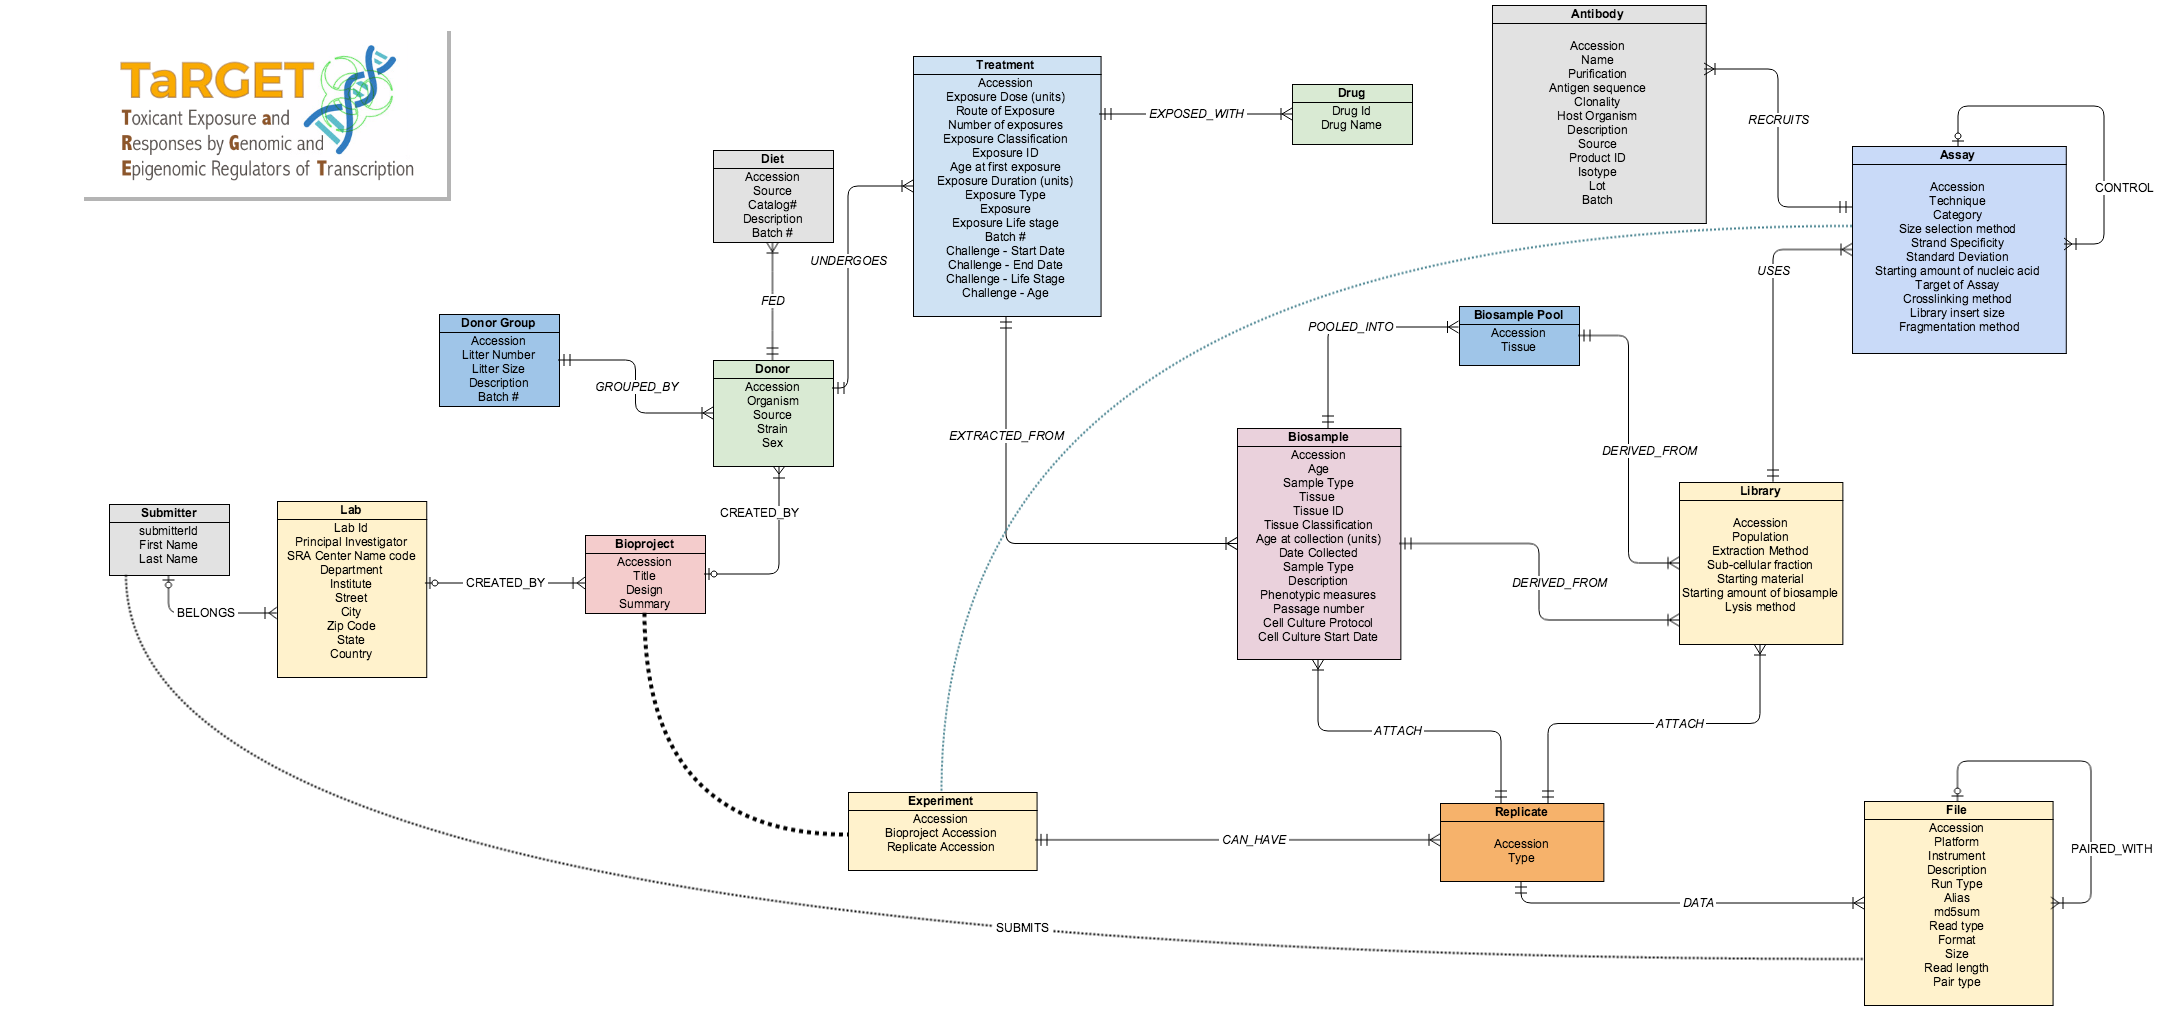 TaRGET
Toxicant Exposure and
Responses by Genomic and
Epigenomic Regulators of Transcription
Treatment
Accession
Exposure Dose (units)
Route of Exposure
Number of exposures
Exposure Classification
Exposure ID
Age at first exposure
Exposure Duration (units)
Exposure Type
Exposure
Exposure Life stage
Batch #
Challenge - Start Date
Challenge - End Date
Challenge - Life Stage
Challenge - Age
EXPOSED_WITH
Drug
Drug Id
Drug Name
Antibody
Accession
Name
Purification
Antigen sequence
Clonality
Host Organism
Description
Source
Product ID
Isotype
Lot
Batch
RECRUITS
Assay
Accession
Technique
Category
Size selection method
Strand Specificity
Standard Deviation
Starting amount of nucleic acid
Target of Assay
Crosslinking method
Library insert size
Fragmentation method
CONTROL
USES
Diet
Accession
Source
Catalog#
Description
Batch #
UNDERGOES
FED
Donor Group
Accession
Litter Number
Litter Size
Description
Batch #
GROUPED_BY
Donor
Accession
Organism
Source
Strain
Sex
EXTRACTED_FROM
POOLED_INTO
Biosample Pool
Accession
Tissue
DERIVED_FROM
Biosample
Accession
Age
Sample Type
Tissue
Tissue ID
Tissue Classification
Age at collection (units)
Date Collected
Sample Type
Description
Phenotypic measures
Passage number
Cell Culture Protocol
Cell Culture Start Date
DERIVED_FROM
Library
Accession
Population
Extraction Method
Sub-cellular fraction
Starting material
Starting amount of biosample
Lysis method
Submitter
submitterId
First Name
Last Name
BELONGS
Lab
Lab Id
Principal Investigator
SRA Center Name code
Department
Institute
Street
City
Zip Code
State
Country
CREATED_BY
Bioproject
Accession
Title
Design
Summary
CREATED_BY
ATTACH
ATTACH
Experiment
Accession
Bioproject Accession
Replicate Accession
CAN_HAVE
Replicate
Accession
Type
DATA
File
Accession
Platform
Instrument
Description
Run Type
Alias
md5sum
Read type
Format
Size
Read length
Pair type
PAIRED_WITH
SUBMITS